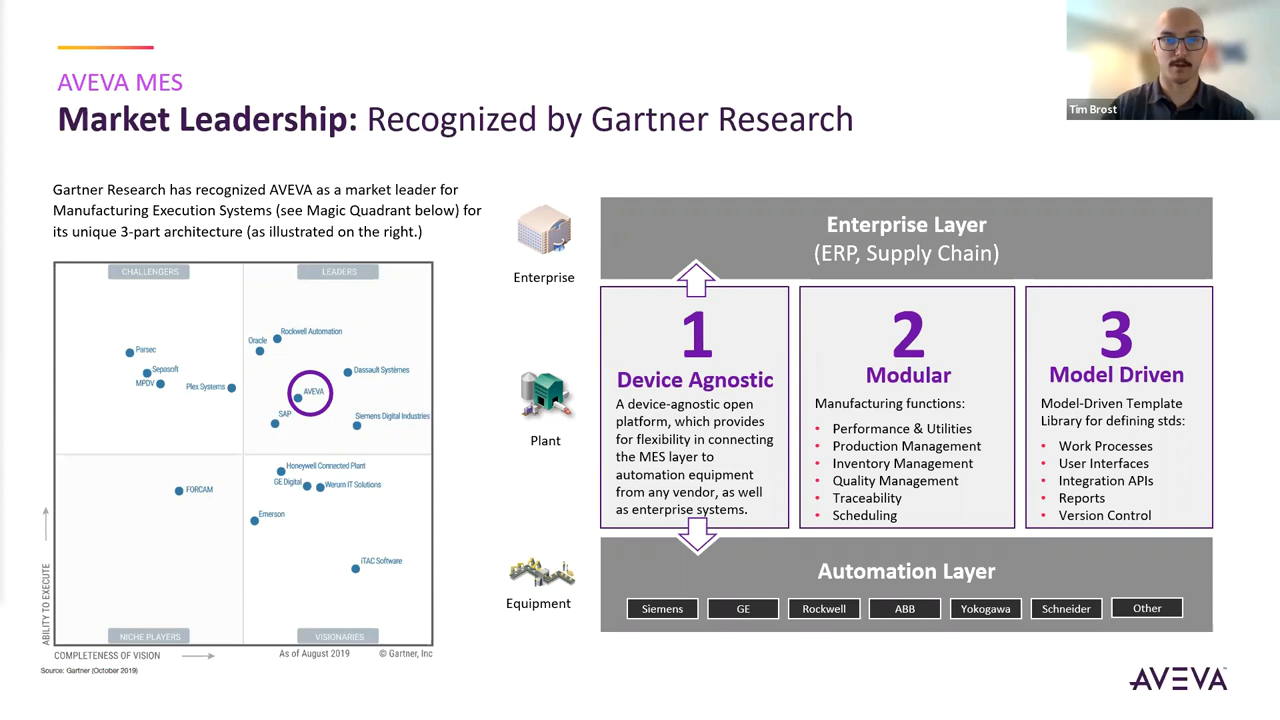 AVEVA MES
Market Leadership: Recognized by Gartner Research
Tim Brost
Gartner Research has recognized AVEVA as a market leader for
Manufacturing Execution Systems (see Magic Quadrant below) for
its unique 3-part architecture (as illustrated on the right.)
CHALLENGERS
LEADERS
Rockwell Automation
Oracle
Parsec
Sepasoft
MPDV
Plex Systems
Dassault Systèmes
AVEVA
SAP
Siemens Digital Industries
Honeywell Connected Plant
GE Digital
Werum IT Solutions
FORCAM
Emerson
iTAC Software
NICHE PLAYERS
VISIONARIES
ABILITY TO EXECUTE
COMPLETENESS OF VISION
As of August 2019
© Gartner, Inc
Source: Gartner (October 2019)
Enterprise
Plant
Equipment
Enterprise Layer
(ERP, Supply Chain)
1
Device Agnostic
A device-agnostic open
platform, which provides
for flexibility in connecting
the MES layer to
automation equipment
from any vendor, as well
as enterprise systems.
2
Modular
Manufacturing functions:
• Performance & Utilities
• Production Management
• Inventory Management
• Quality Management
• Traceability
• Scheduling
3
Model Driven
Model-Driven Template
Library for defining stds:
• Work Processes
• User Interfaces
• Integration APIs
• Reports
• Version Control
Automation Layer
Siemens
GE
Rockwell
ABB
Yokogawa
Schneider
Other
AVEVA